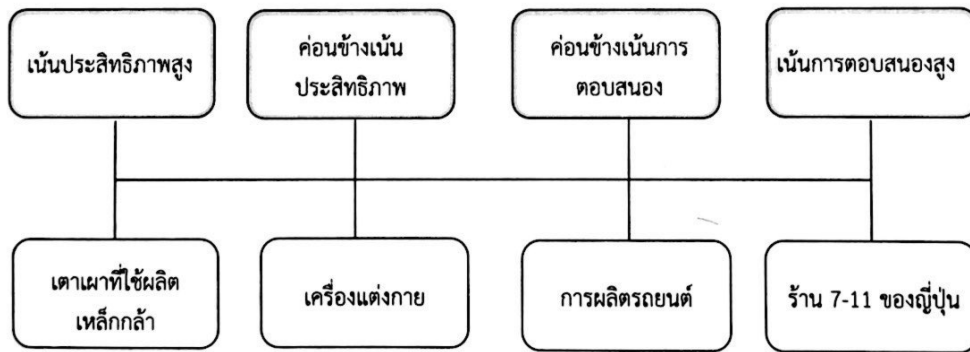 เน้นประสิทธิภาพสูง
ค่อนข้างเน้น
ประสิทธิภาพ
ค่อนข้างเน้นการ
ตอบสนอง
เน้นการตอบสนองสูง
เตาเผาที่ใช้ผลิต
เหล็กกล้า
เครื่องแต่งกาย
การผลิตรถยนต์
ร้าน 7-11 ของญี่ปุ่น